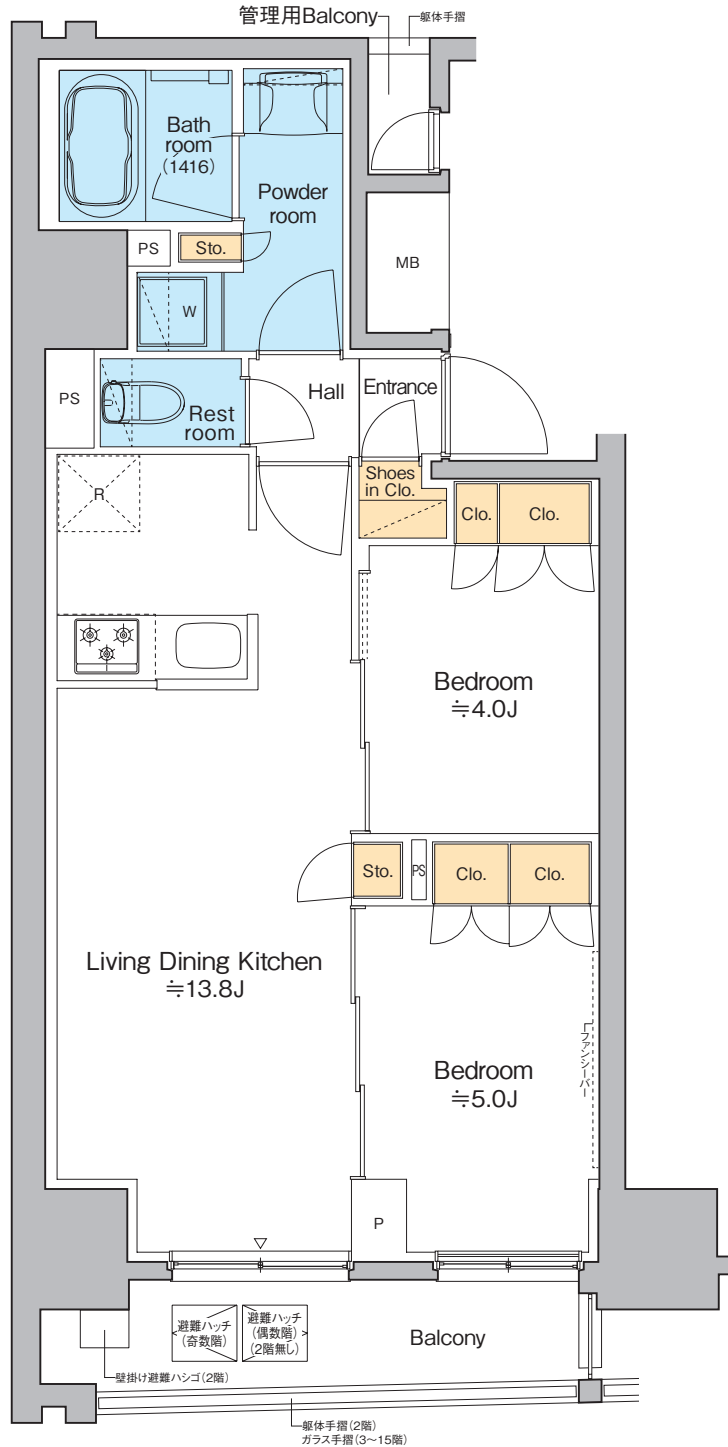 管理用Balcony
躯体手摺
Bath
room
(1416)
Powder
room
PS
Sto.
MB
W
PS
Rest
room
Hall
Entrance
R
Shoes
in Clo.
Clo.
Clo.
Bedroom
≒4.0J
Sto.
PS
Clo.
Clo.
Living Dining Kitchen
≒13.8J
Bedroom
≒5.0J
ファンシーバー
P
避難ハッチ
(奇数階)
避難ハッチ
(偶数階)
(2階無し)
Balcony
壁掛け避難ハシゴ(2階)
躯体手摺(2階)
ガラス手摺(3〜15階)